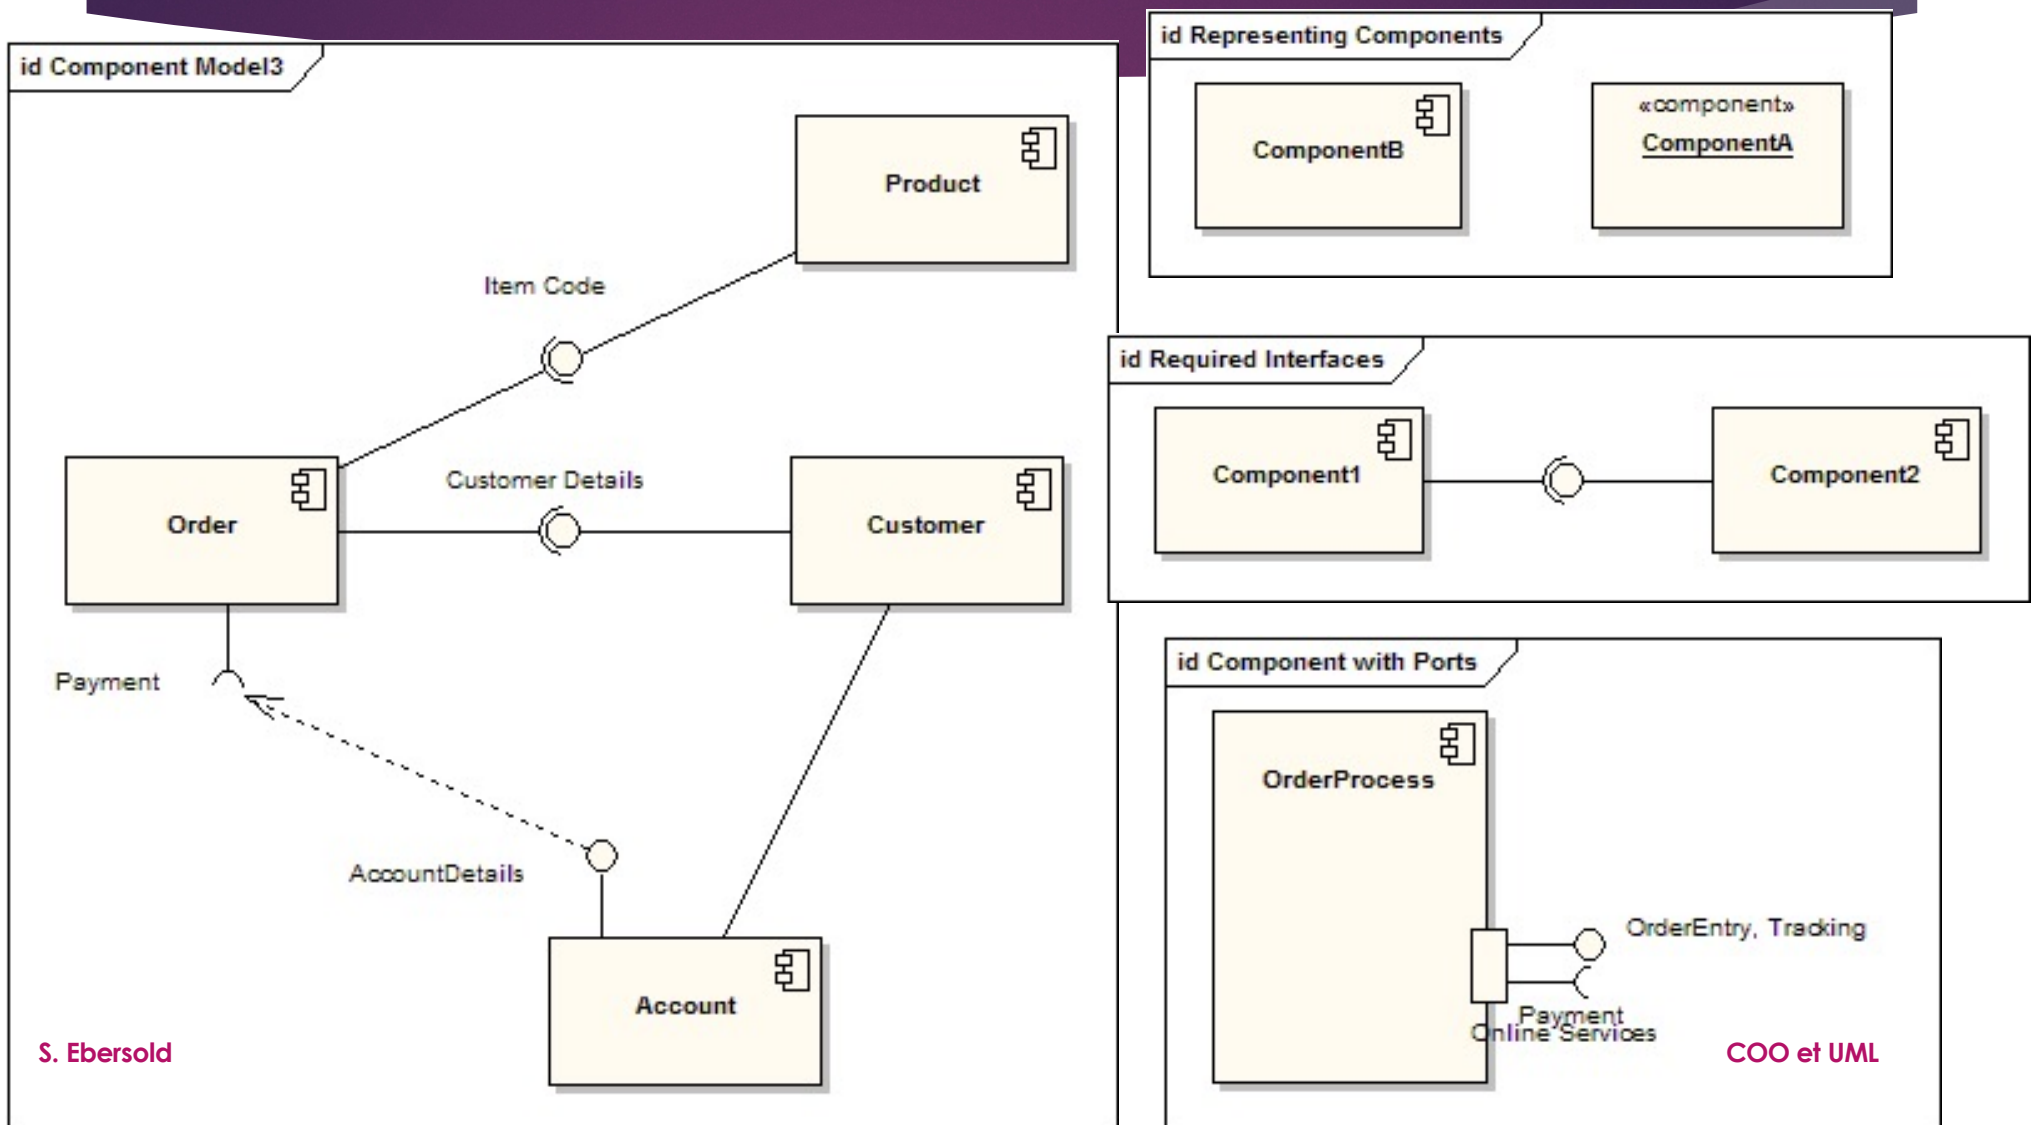 id Component Model3
Product
Item Code
Order
Customer Details
Customer
Payment
AccountDetails
Account
id Representing Components
ComponentB
«component»
ComponentA
id Required Interfaces
Component1
Component2
id Component with Ports
OrderProcess
OrderEntry, Tracking
Payment
Online Services
S. Ebersold
COO et UML